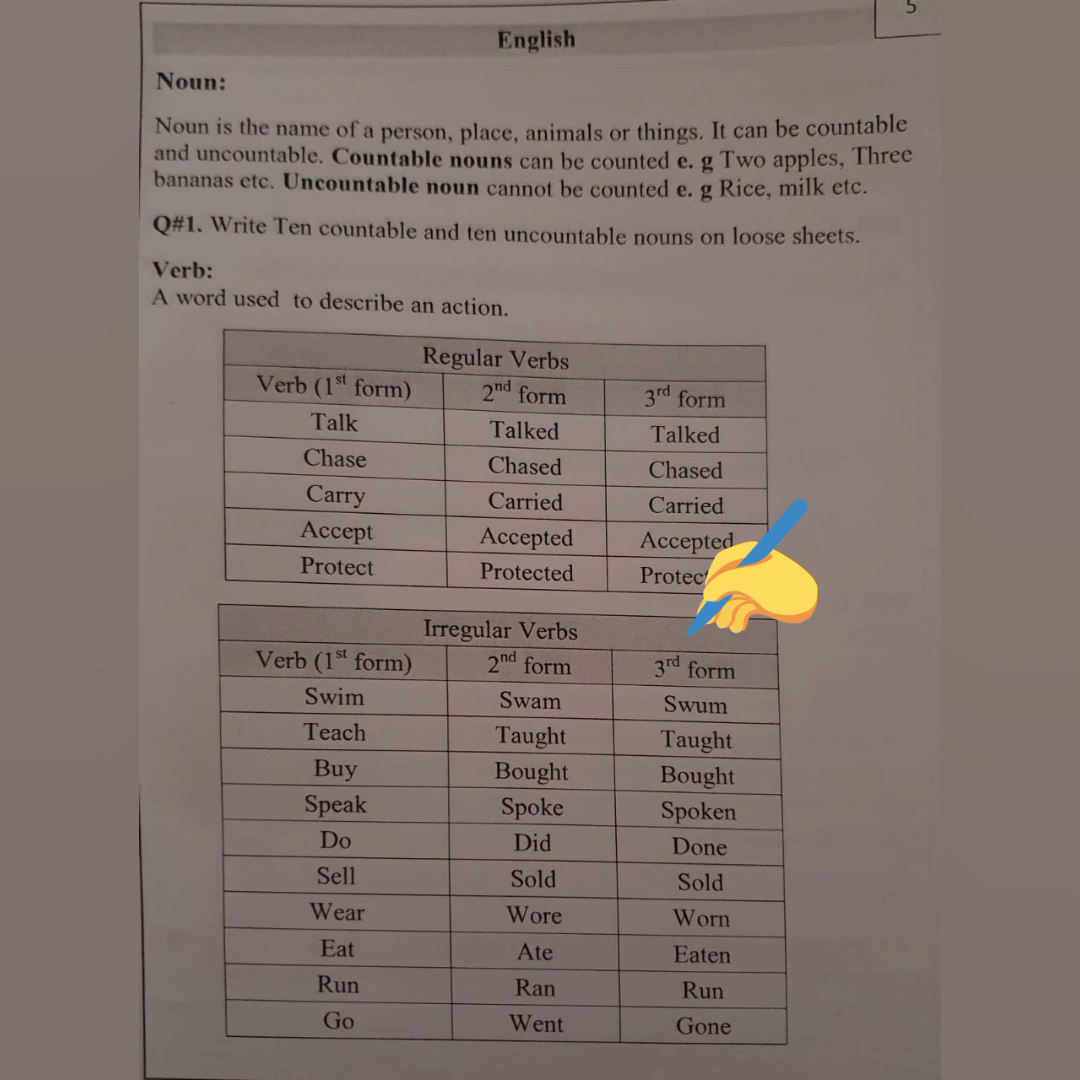 5
English
Noun:
Noun is the name of a person, place, animals or things. It can be countable
and uncountable. Countable nouns can be counted e. g Two apples, Three
bananas etc. Uncountable noun cannot be counted e. g Rice, milk etc.
Q#1. Write Ten countable and ten uncountable nouns on loose sheets.
Verb:
A word used to describe an action.
Regular Verbs
Verb (1st form) 2nd form 3rd form
Talk Talked Talked
Chase Chased Chased
Carry Carried Carried
Accept Accepted Accepted
Protect Protected
Irregular Verbs
Verb (1st form) 2nd form 3rd form
Swim Swam Swum
Teach Taught Taught
Buy Bought Bought
Speak Spoke Spoken
Do Did Done
Sell Sold Sold
Wear Wore Worn
Eat Ate Eaten
Run Ran Run
Go Went Gone